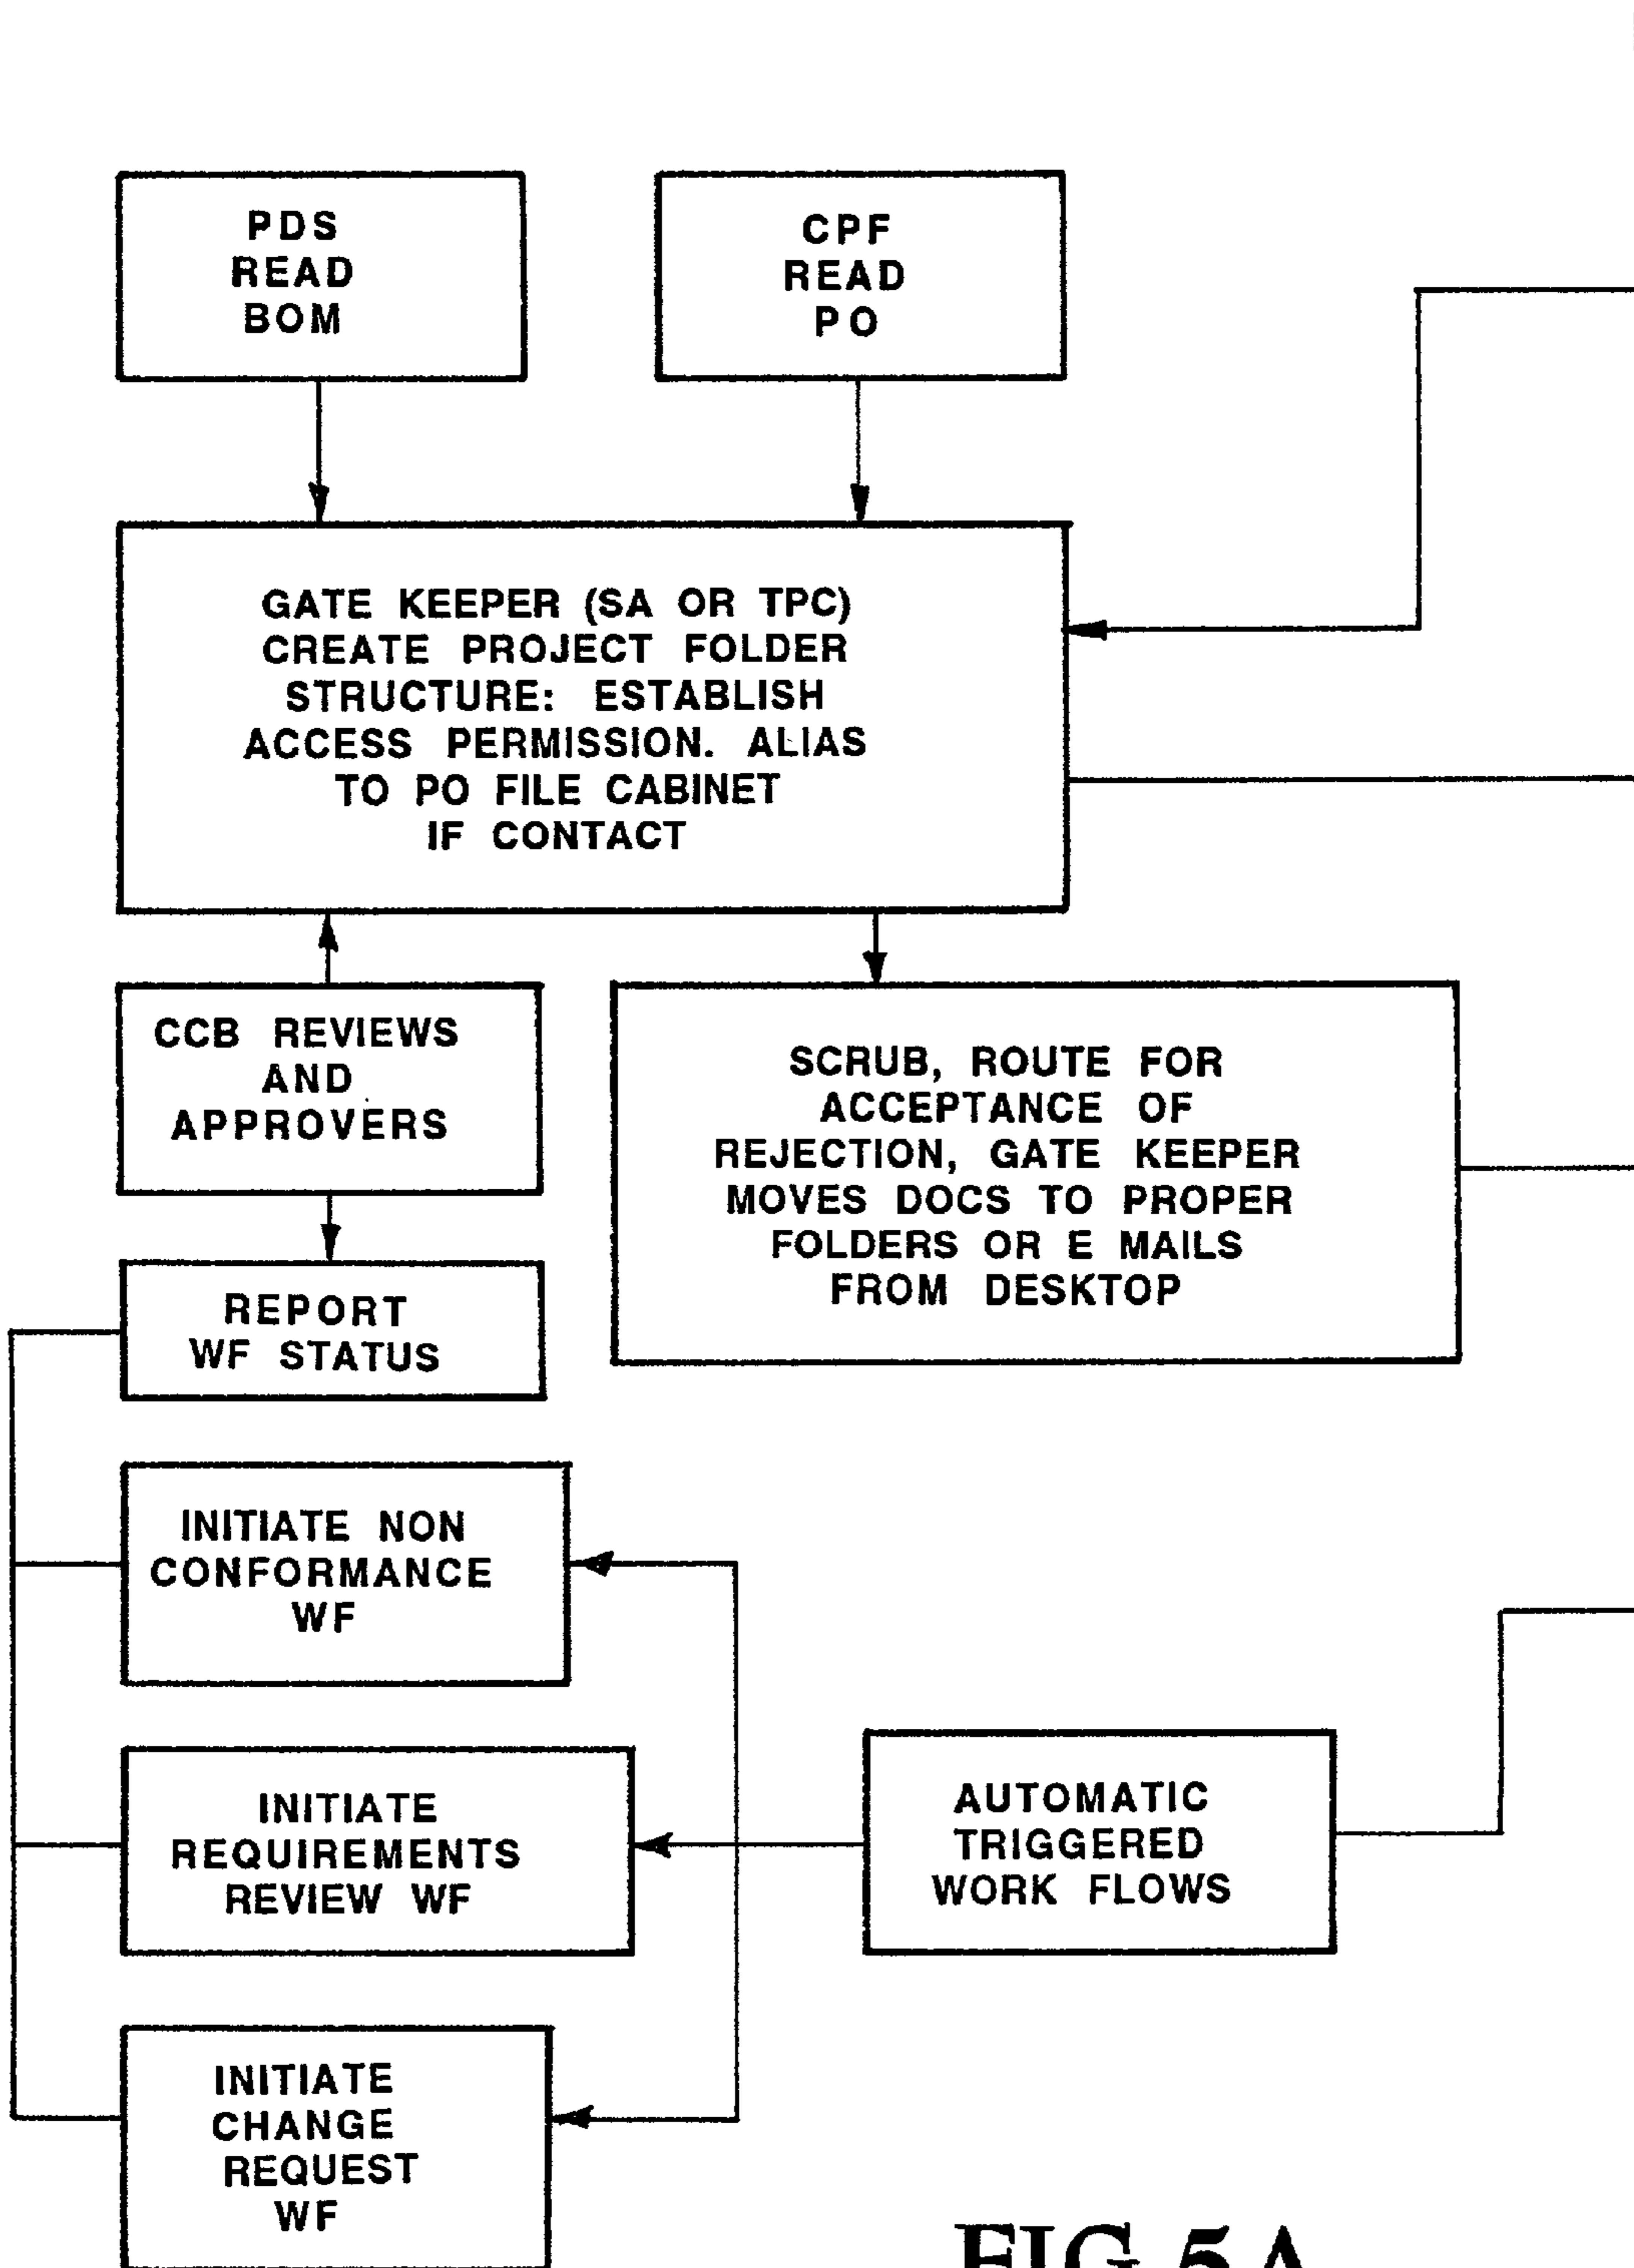 PDS
READ
BOM
CPF
READ
PO
GATE KEEPER (SA OR TPC)
CREATE PROJECT FOLDER
STRUCTURE: ESTABLISH
ACCESS PERMISSION. ALIAS
TO PO FILE CABINET
IF CONTACT
CCB REVIEWS
AND
APPROVERS
SCRUB, ROUTE FOR
ACCEPTANCE OF
REJECTION, GATE KEEPER
MOVES DOCS TO PROPER
FOLDERS OR E MAILS
FROM DESKTOP
REPORT
WF STATUS
INITIATE NON
CONFORMANCE
WF
INITIATE
REQUIREMENTS
REVIEW WF
AUTOMATIC
TRIGGERED
WORK FLOWS
INITIATE
CHANGE
REQUEST
WF
FIG 5A